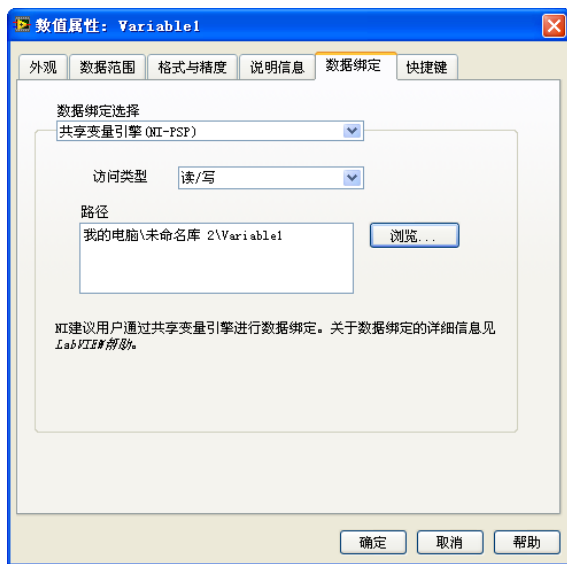 数值属性: Variable1
外观 数据范围 格式与精度 说明信息 数据绑定 快捷键
数据绑定选择
共享变量引擎(NI-PSP)
访问类型 读/写
路径
我的电脑\未命名库 2\Variable1
浏览...
NI建议用户通过共享变量引擎进行数据绑定。关于数据绑定的详细信息见
LabVIEW帮助。
确定 取消 帮助